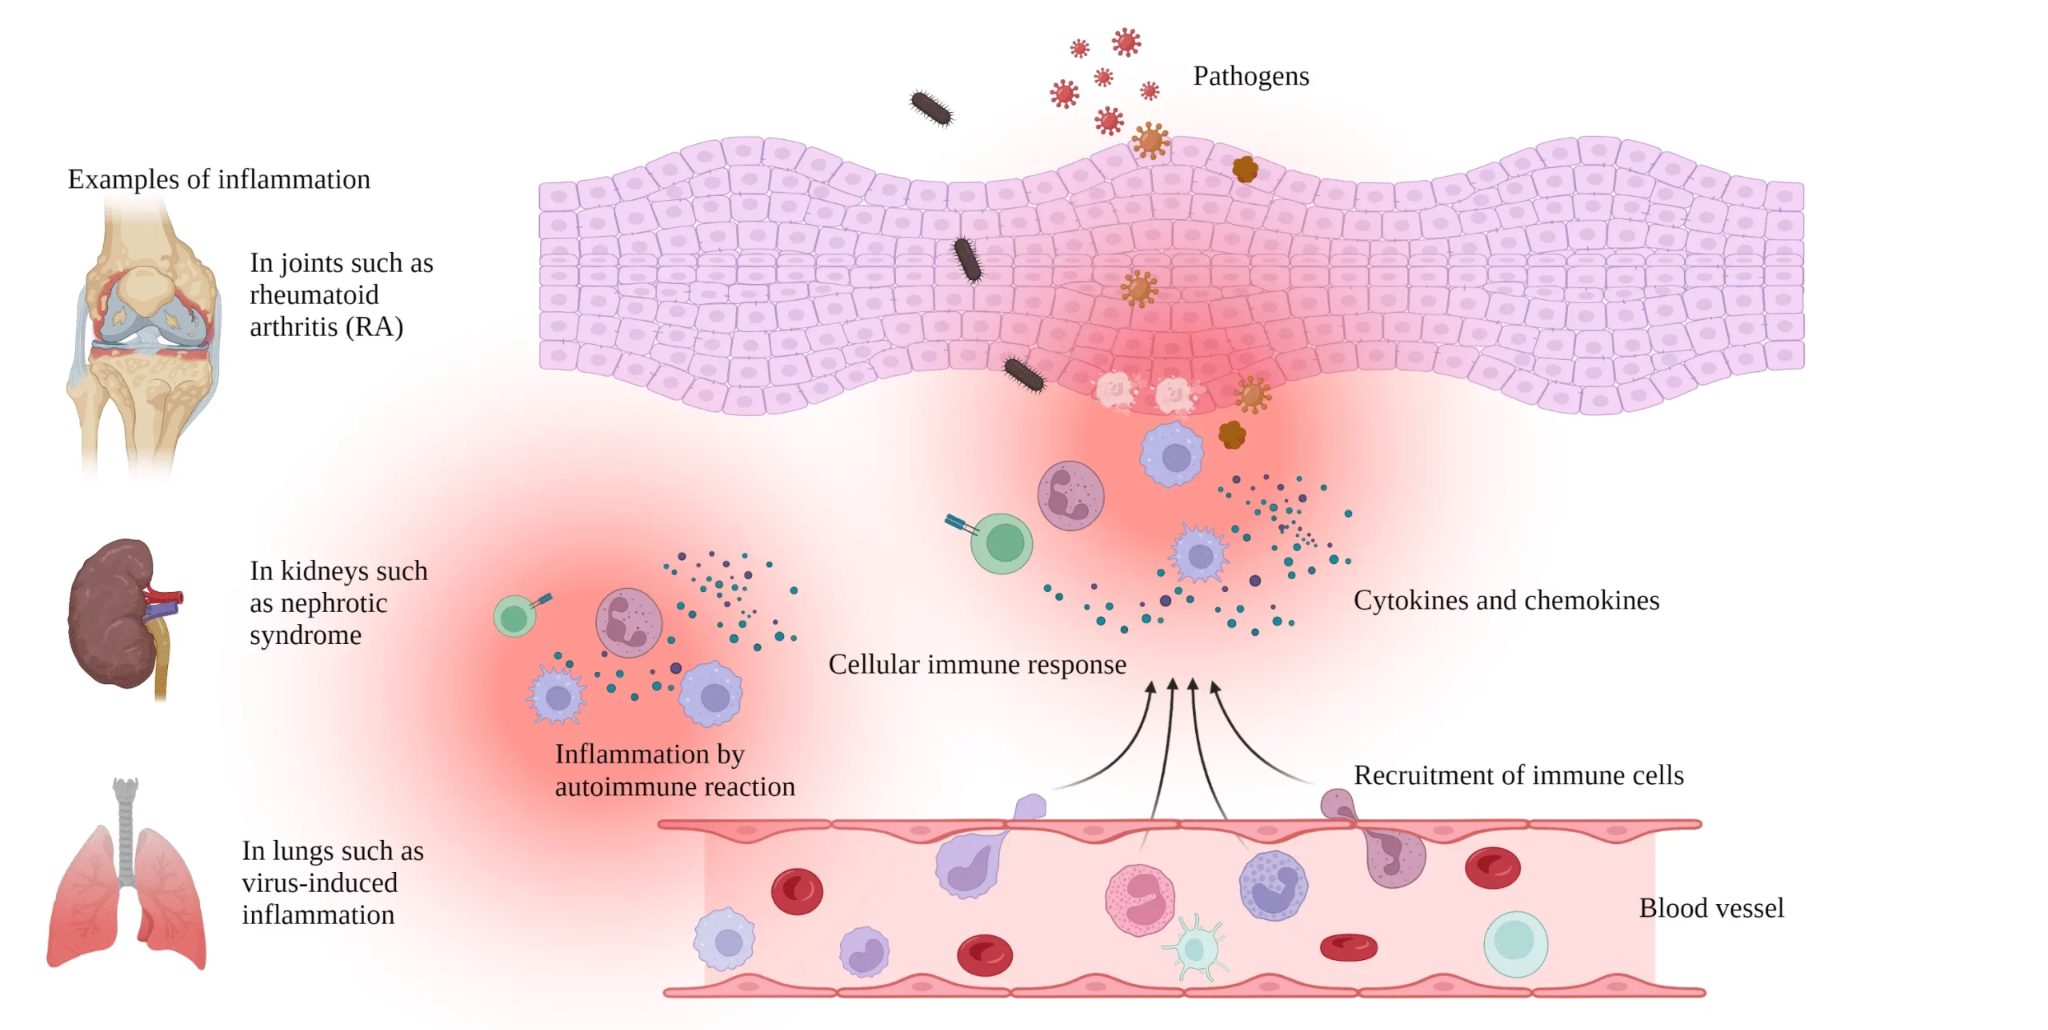 Pathogens
Examples of inflammation
In joints such as
rheumatoid
arthritis (RA)
In kidneys such
as nephrotic
syndrome
In lungs such as
virus-induced
inflammation
Cytokines and chemokines
Cellular immune response
Inflammation by
autoimmune reaction
Recruitment of immune cells
Blood vessel